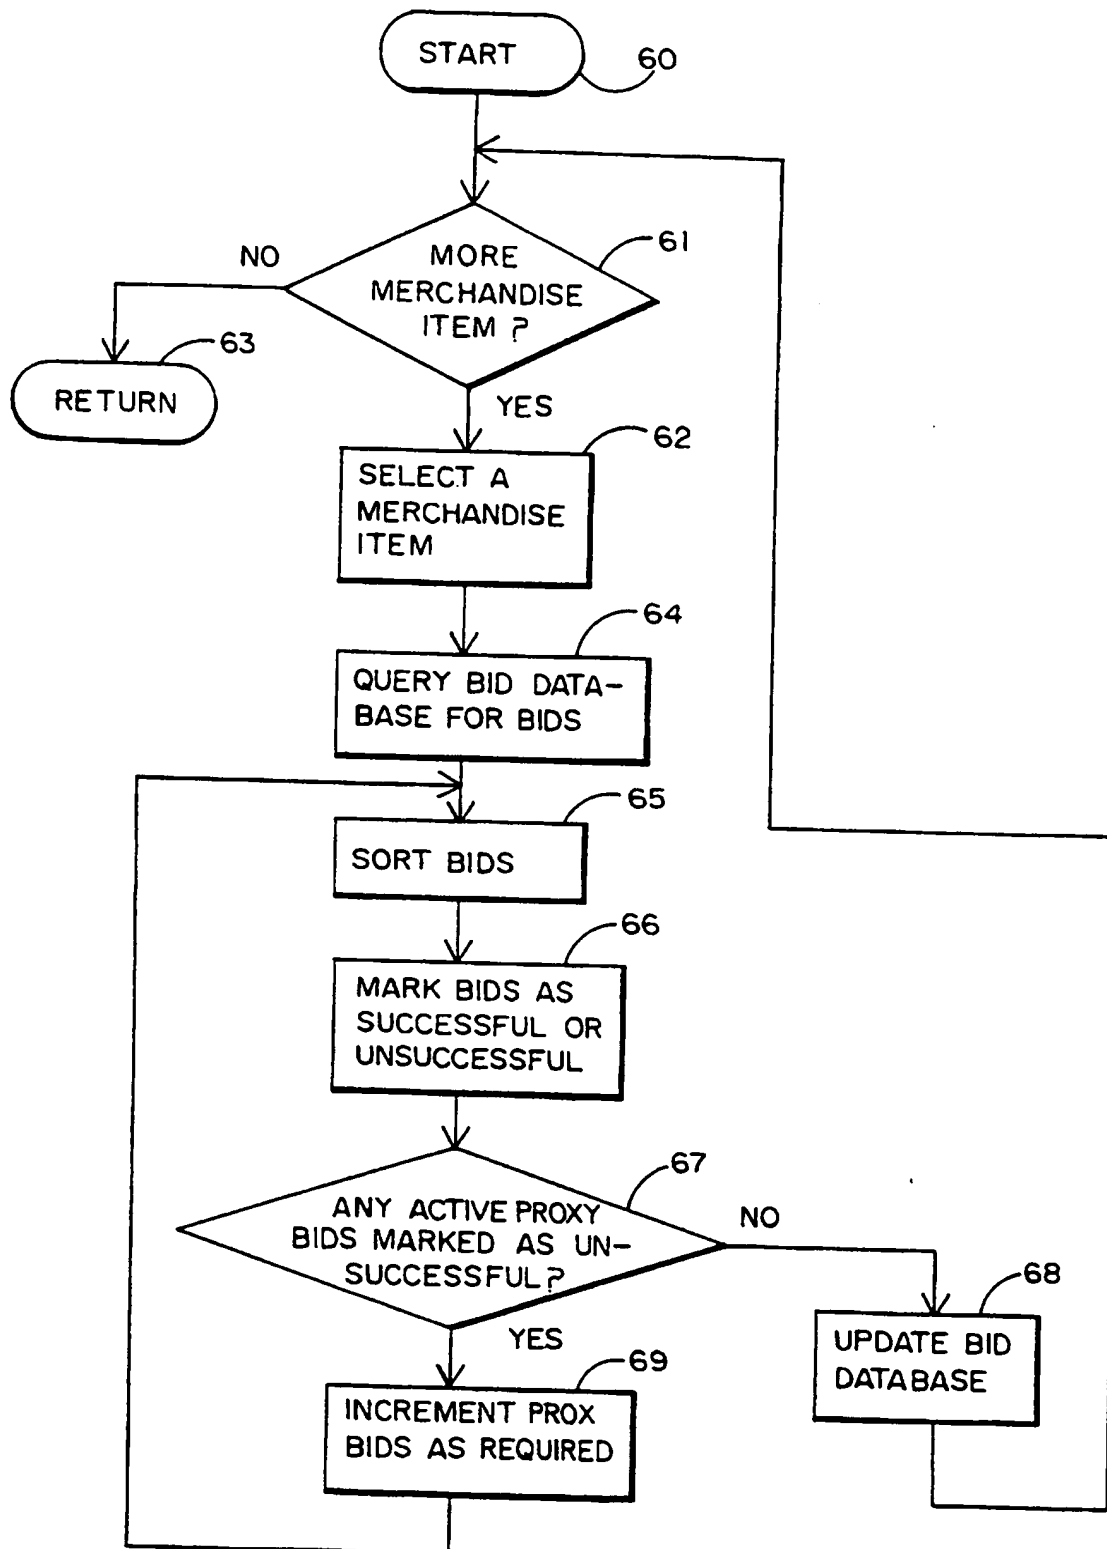 START
60
61
NO
MORE
MERCHANDISE
ITEM ?
63
RETURN
YES
62
SELECT A
MERCHANDISE
ITEM
64
QUERY BID DATA-
BASE FOR BIDS
65
SORT BIDS
66
MARK BIDS AS
SUCCESSFUL OR
UNSUCCESSFUL
67
ANY ACTIVE PROXY
BIDS MARKED AS UN-
SUCCESSFUL?
NO
68
UPDATE BID
DATABASE
YES
69
INCREMENT PROX
BIDS AS REQUIRED